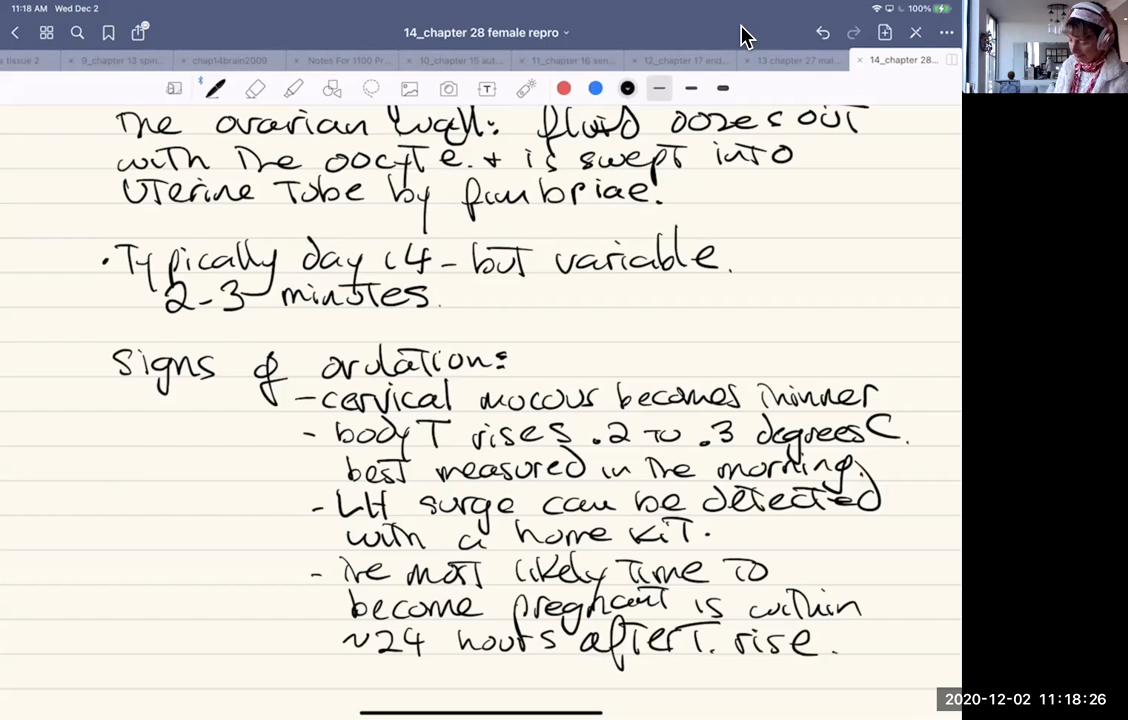 11:18 AM Wed Dec 2
100%
14_chapter 28 female repro
a tissue 2
9_chapter 13 spin...
chap14brain2009
Notes For 1100 Pr...
10_chapter 15 aut...
11_chapter 16 sen...
12_chapter 17 end...
13 chapter 27 mal...
14_chapter 28...
The ovarian wall: fluid oozes out
with The oocyte. + is swept into
Uterine Tube by fimbriae!
• Typically day 14 - but variable.
2-3 minutes.
Signs of ovulation:
- cervical mucous becomes Thinner
- body T rises .2 to .3 degrees C.
best measured in The morning.
- LH surge can be detected
with a home kit.
- The most likely Time To
become pregnant is within
~24 hours after T. rise.
2020-12-02 11:18:26